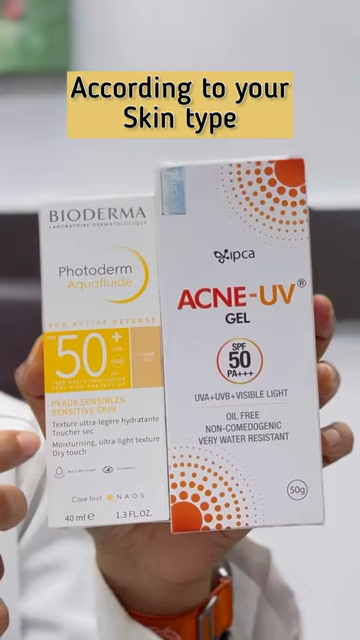 According to your
Skin type
BIODERMA
LABORATOIRE DERMATOLOGIQUE
Photoderm
Aquafluide
SUN ACTIVE DEFENSE
SPF
50+
PEAUX SENSIBLES
SENSITIVE SKIN
Texture ultra-légère hydratante
Toucher sec
Moisturising, ultra-light texture
Dry touch
Care first NAOS
40 ml e 1.3 FL.OZ.
ipca
ipca
ACNE-UV®
GEL
SPF
50
PA+++
UVA+UVB+VISIBLE LIGHT
OIL FREE
NON-COMEDOGENIC
VERY WATER RESISTANT
50g